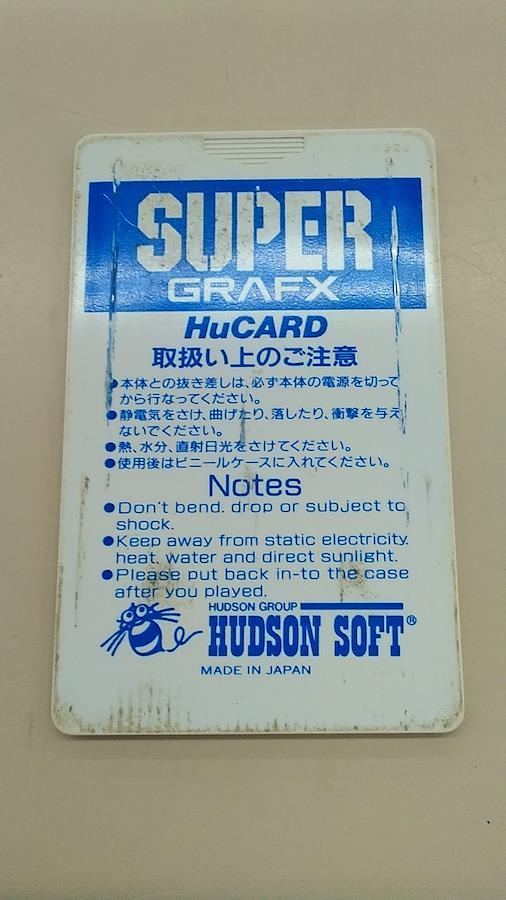 SUPER
GRAFX
HuCARD
取扱い上のご注意
●本体との抜き差しは、必ず本体の電源を切って
から行なってください。
●静電気をさけ、曲げたり、落したり、衝撃を与え
ないでください。
●熱、水分、直射日光をさけてください。
●使用後はビニールケースに入れてください。
Notes
●Don't bend. drop or subject to
shock.
●Keep away from static electricity.
heat. water and direct sunlight.
●Please put back in-to the case
after you played.
HUDSON GROUP
HUDSON SOFT®
MADE IN JAPAN